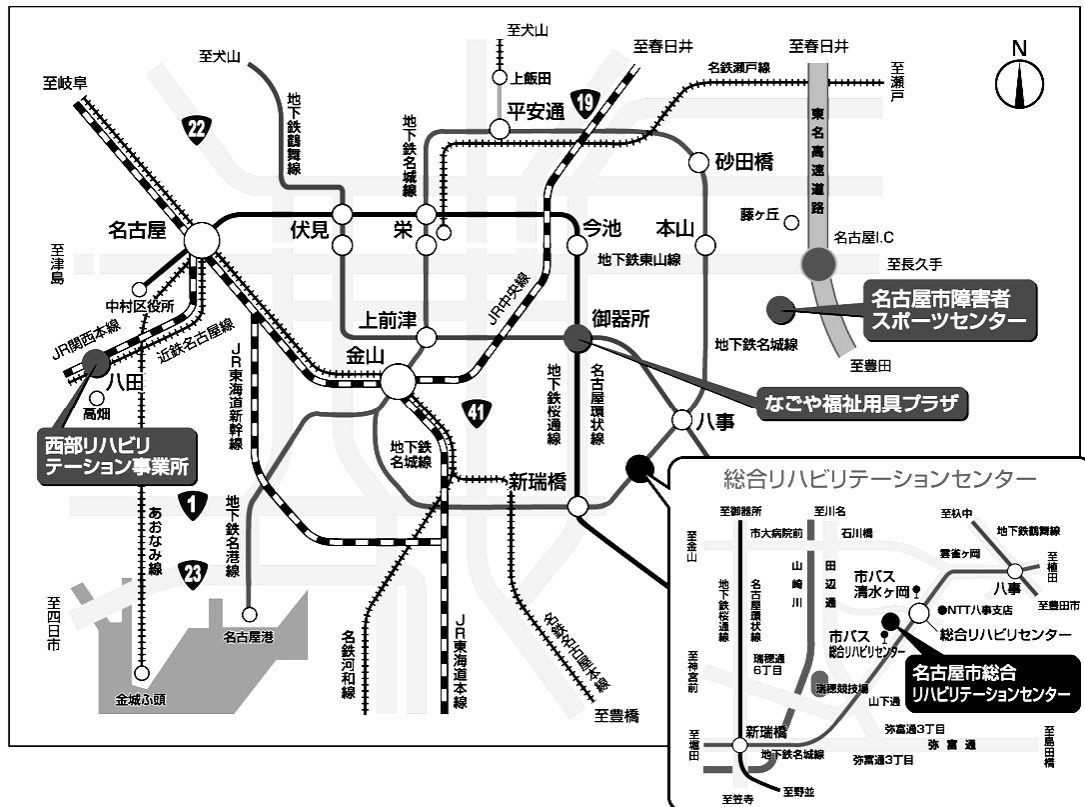 至犬山
至犬山
至春日井
至春日井
N
至岐阜
上飯田
名鉄瀬戸線
至瀬戸
22
地下鉄鶴舞線
地下鉄名城線
平安通
19
東名高速道路
砂田橋
藤ヶ丘
名古屋
伏見
栄
今池
本山
名古屋I.C
至津島
地下鉄東山線
至長久手
中村区役所
JR中央線
名古屋市障害者
スポーツセンター
JR関西本線
近鉄名古屋線
上前津
御器所
地下鉄名城線
八田
JR東海道新幹線
金山
至豊田
高畑
地下鉄桜通線
名古屋環状線
なごや福祉用具プラザ
41
八事
西部リハビリ
テーション事業所
地下鉄
名城線
新瑞橋
1
あおなみ線
地下鉄名港線
23
至四日市
名古屋港
名鉄河和線
JR東海道本線
名鉄名古屋本線
金城ふ頭
至豊橋
総合リハビリテーションセンター
至御器所
至川名
至杁中
至金山
市大病院前
石川橋
地下鉄鶴舞線
地下鉄桜通線
名古屋環状線
山崎川
田辺通
雲雀ヶ岡
至植田
市バス
清水ヶ岡
八事
NTT八事支店
至豊田市
市バス
総合リハビリセンター
総合リハビリセンター
至神宮前
瑞穂通
6丁目
瑞穂競技場
山下通
名古屋市総合
リハビリテーションセンター
新瑞橋
弥富通3丁目
至堀田
地下鉄名城線
弥富通
至島田橋
弥富通3丁目
至笠寺
至野並